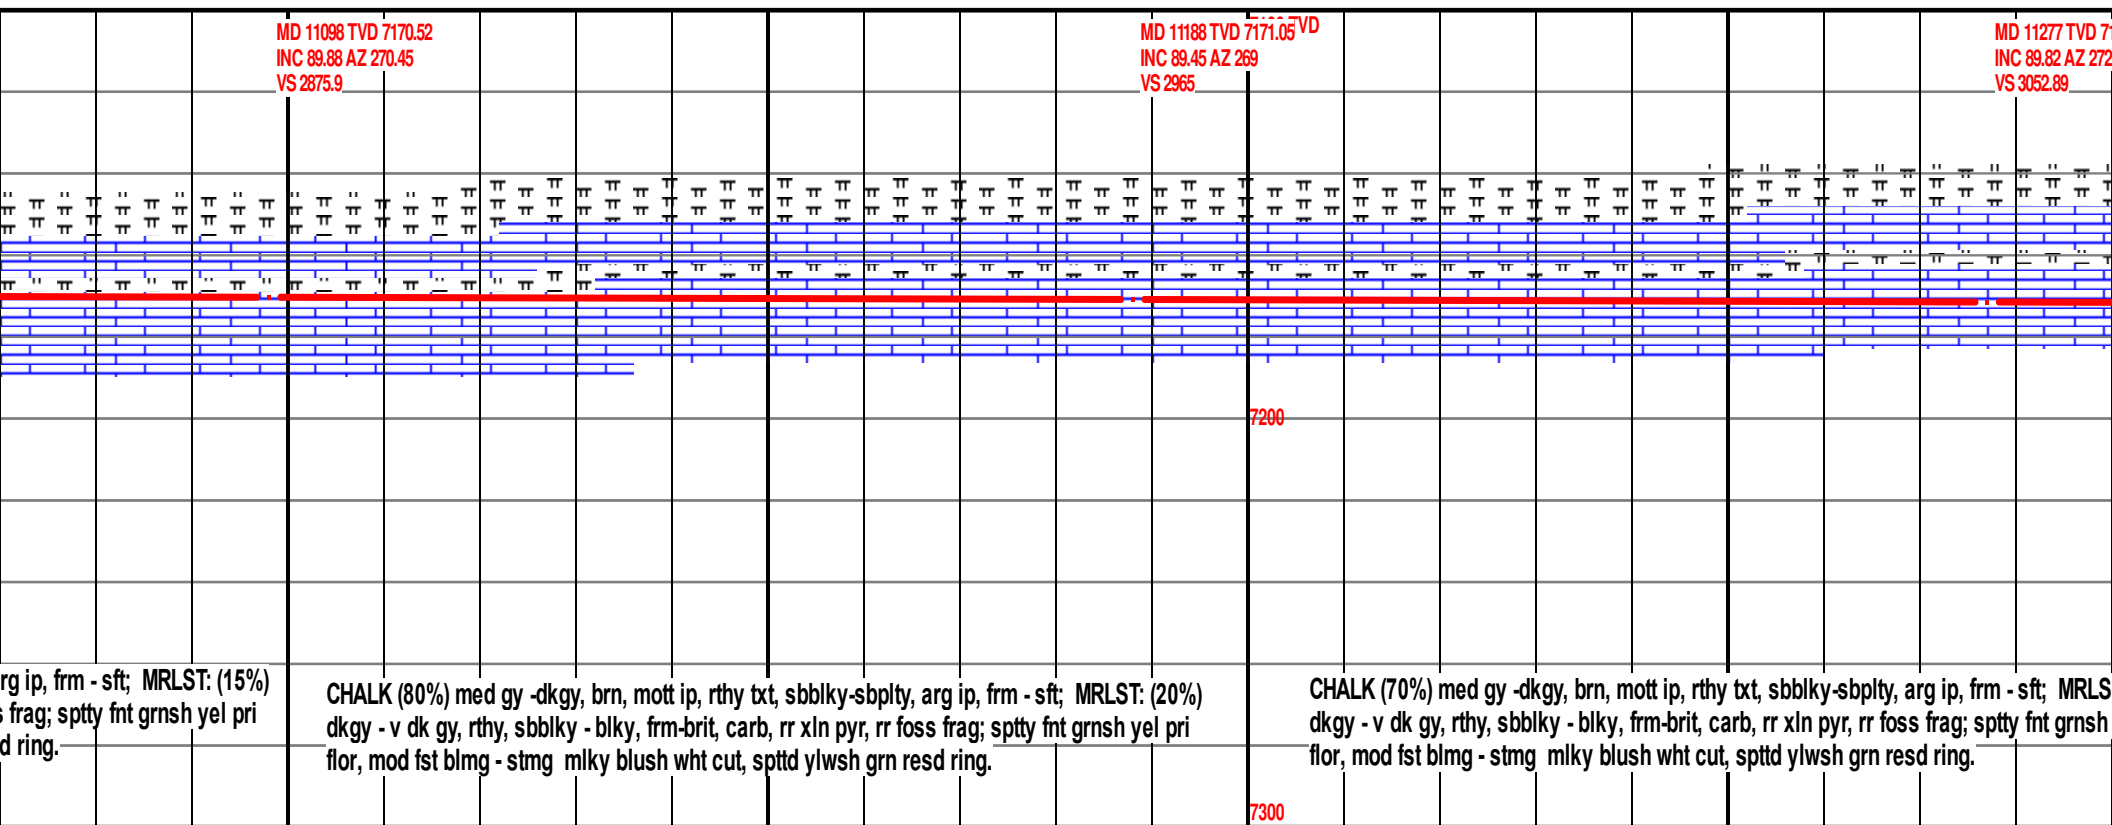 MD 11098 TVD 7170.52
INC 89.88 AZ 270.45
VS 2875.9
MD 11188 TVD 7171.05
TVD
INC 89.45 AZ 269
VS 2965
MD 11277 TVD 71
INC 89.82 AZ 272
VS 3052.89
7200
rg ip, frm - sft; MRLST: (15%)
s frag; sptty fnt grnsh yel pri
d ring.
CHALK (80%) med gy -dkgy, brn, mott ip, rthy txt, sbblky-sbplty, arg ip, frm - sft; MRLST: (20%)
dkgy - v dk gy, rthy, sbblky - blky, frm-brit, carb, rr xln pyr, rr foss frag; sptty fnt grnsh yel pri
flor, mod fst blmg - stmg mlky blush wht cut, spttd ylwsh grn resd ring.
CHALK (70%) med gy -dkgy, brn, mott ip, rthy txt, sbblky-sbplty, arg ip, frm - sft; MRLS
dkgy - v dk gy, rthy, sbblky - blky, frm-brit, carb, rr xln pyr, rr foss frag; sptty fnt grnsh
flor, mod fst blmg - stmg mlky blush wht cut, spttd ylwsh grn resd ring.
7300